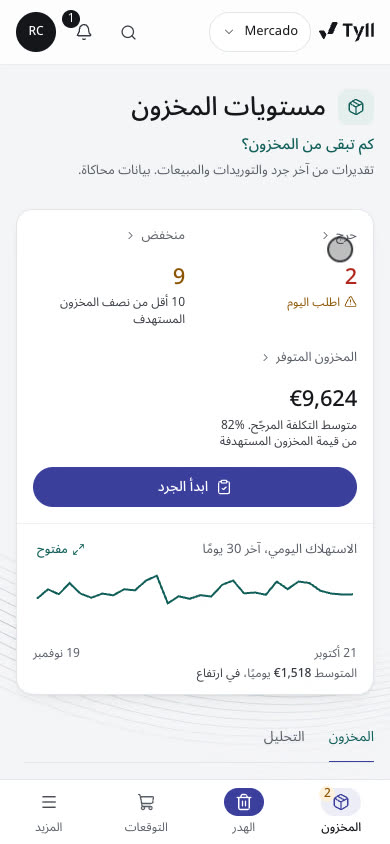 Tyll
Mercado
1
RC
مستويات المخزون
كم تبقى من المخزون؟
تقديرات من آخر جرد والتوريدات والمبيعات. بيانات محاكاة.
حرج
2
اطلب اليوم
منخفض
9
10 أقل من نصف المخزون
المستهدف
المخزون المتوفر
€9,624
متوسط التكلفة المرجّح. 82%
من قيمة المخزون المستهدفة
ابدأ الجرد
الاستهلاك اليومي، آخر 30 يومًا
مفتوح
21 أكتوبر
19 نوفمبر
المتوسط €1,518 يوميًا، في ارتفاع
المخزون
التحليل
2
المخزون
الهدر
التوقعات
المزيد